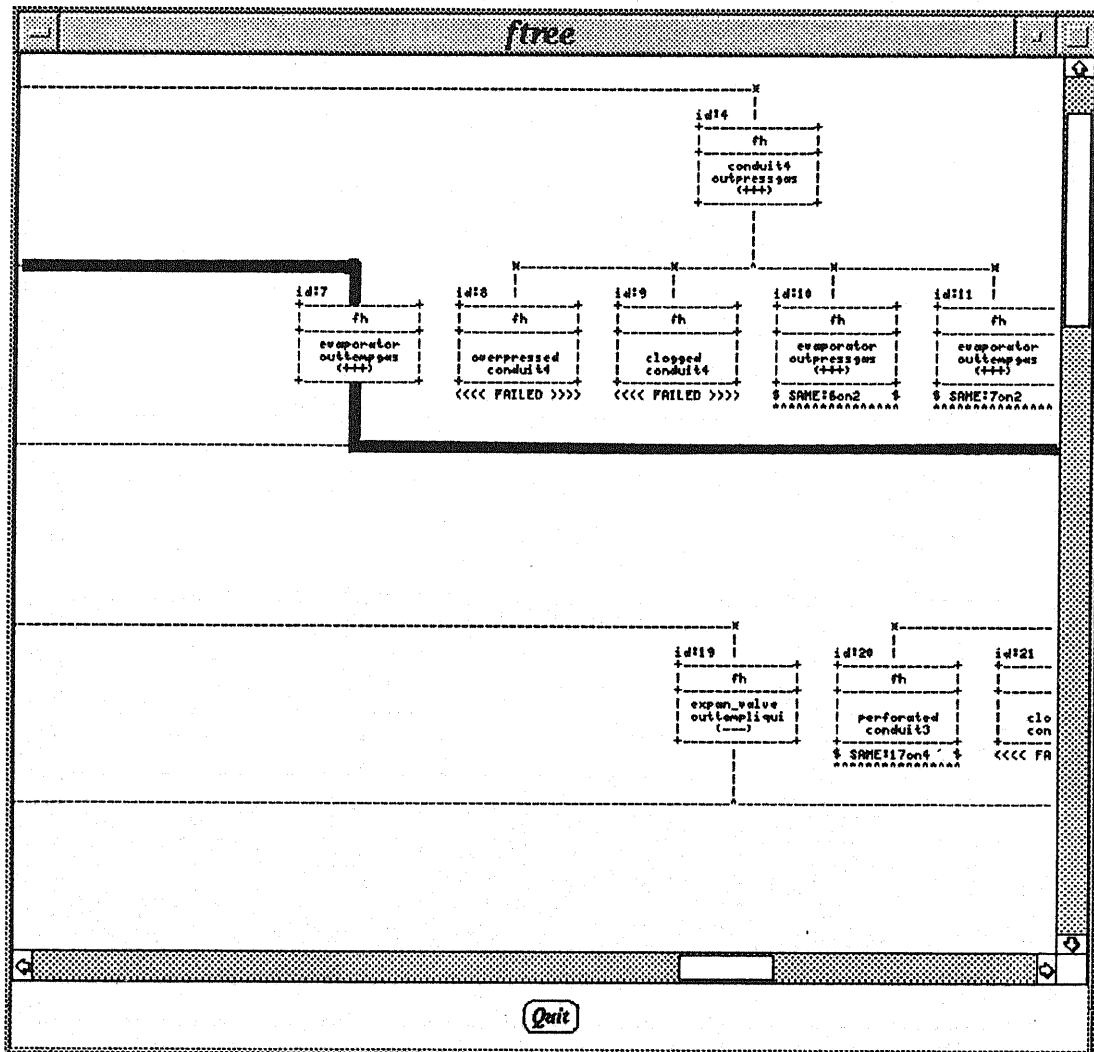 ftree
id:4
fh
conduit4
outpressgas
(+++)
id:7
fh
evaporator
outtempgas
(+++)
id:8
fh
overpressed
conduit4
<<<< FAILED >>>>
id:9
fh
clogged
conduit4
<<<< FAILED >>>>
id:10
fh
evaporator
outpressgas
(+++)
$ SAME:6on2 $
id:11
fh
evaporator
outtempgas
(+++)
$ SAME:7on2
id:19
fh
expan_valve
outtempliqui
(---)
id:20
fh
perforated
conduit3
$ SAME:17on4 $
id:21
clo
con
<<<< FA
Quit